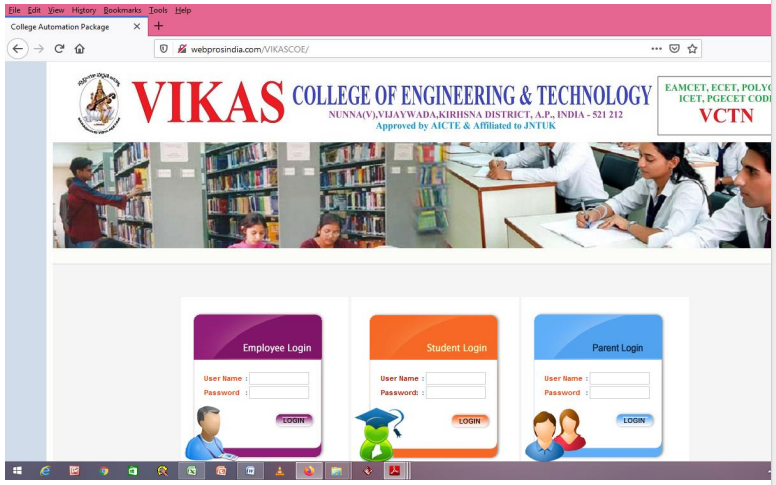 File Edit View History Bookmarks Tools Help
College Automation Package
webprosindia.com/VIKASCOE/
VIKAS COLLEGE OF ENGINEERING & TECHNOLOGY
NUNNA(V),VIJAYWADA,KIRHSNA DISTRICT, A.P., INDIA - 521 212
Approved by AICTE & Affiliated to JNTUK
EAMCET, ECET, POLYC
ICET, PGECET CODE
VCTN
Employee Login
User Name :
Password :
LOGIN
Student Login
User Name :
Password: :
LOGIN
Parent Login
User Name :
Password :
LOGIN